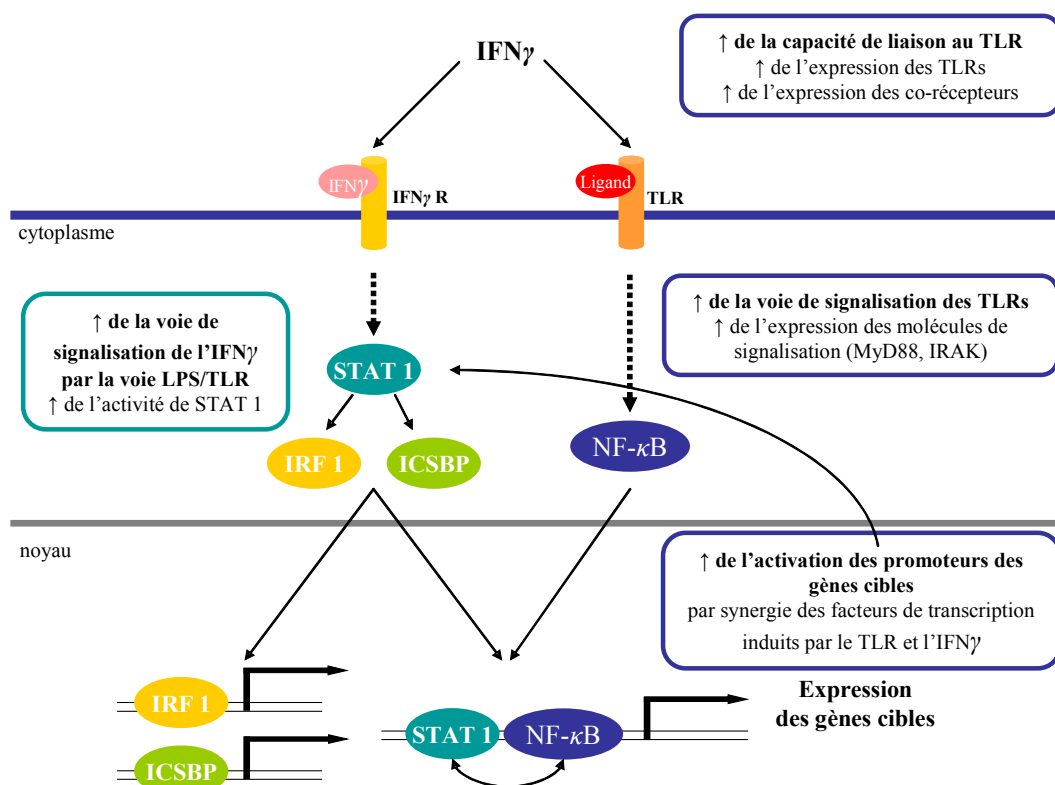 IFNγ
↑ de la capacité de liaison au TLR
↑ de l'expression des TLRs
↑ de l'expression des co-récepteurs
IFNγ
IFNγ R
Ligand
TLR
cytoplasme
↑ de la voie de
signalisation de l'IFNγ
par la voie LPS/TLR
↑ de l'activité de STAT 1
↑ de la voie de signalisation des TLRs
↑ de l'expression des molécules de
signalisation (MyD88, IRAK)
STAT 1
IRF 1
ICSBP
NF-κB
noyau
↑ de l'activation des promoteurs des
gènes cibles
par synergie des facteurs de transcription
induits par le TLR et l'IFNγ
IRF 1
ICSBP
STAT 1
NF-κB
Expression
des gènes cibles